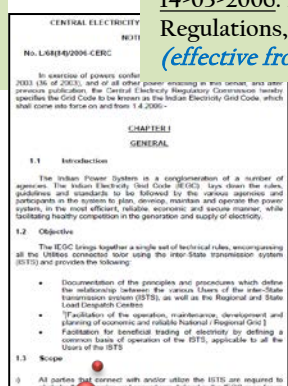 14-03-2006.
Regulations,
(effective fro
CENTRAL ELECTRICITY
NOTI
No. L/68(84)/2006-CERC
In exercise of powers confer
2003 (36 of 2003), and of all other power enabling in this behalf, and after
previous publication, the Central Electricity Regulatory Commission hereby
specifies the Grid Code to be known as the Indian Electricity Grid Code, which
shall come into force on and from 1.4.2006:-
CHAPTER I
GENERAL
1.1 Introduction
The Indian Power System is a conglomeration of a number of
agencies. The Indian Electricity Grid Code (IEGC) lays down the rules,
guidelines and standards to be followed by the various agencies and
participants in the system to plan, develop, maintain and operate the power
system, in the most efficient, reliable, economic and secure manner, while
facilitating healthy competition in the generation and supply of electricity.
1.2 Objective
The IEGC brings together a single set of technical rules, encompassing
all the Utilities connected to/or using the inter-State transmission system
(ISTS) and provides the following:
• Documentation of the principles and procedures which define
the relationship between the various Users of the inter-State
transmission system (ISTS), as well as the Regional and State
Load Despatch Centres
• [Facilitation of the operation, maintenance, development and
planning of economic and reliable National / Regional Grid ]
• Facilitation for beneficial trading of electricity by defining a
common basis of operation of the ISTS, applicable to all the
Users of the ISTS
1.3 Scope
i) All parties that connect with and/or utilize the ISTS are required to